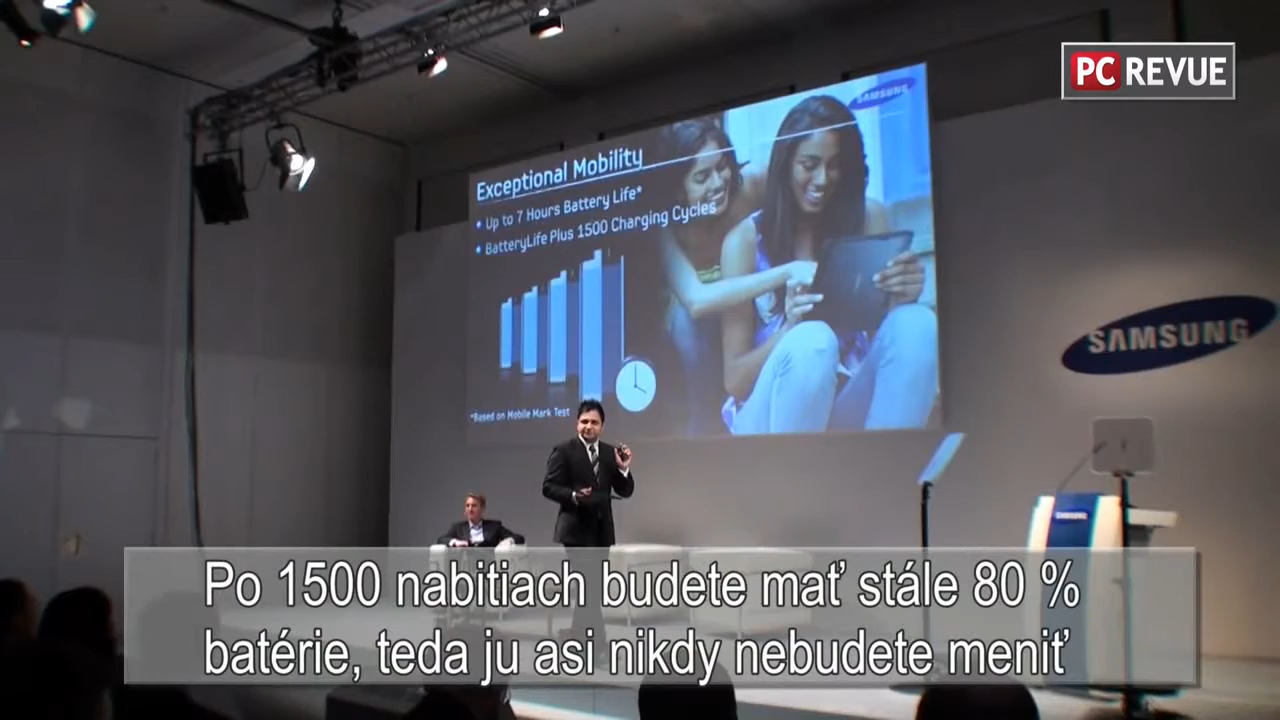 PC REVUE
SAMSUNG
Exceptional Mobility
• Up to 7 Hours Battery Life*
• BatteryLife Plus 1500 Charging Cycles
*Based on Mobile Mark Test
SAMSUNG
SAMSUNG
Po 1500 nabitiach budete mať stále 80 %
batérie, teda ju asi nikdy nebudete meniť